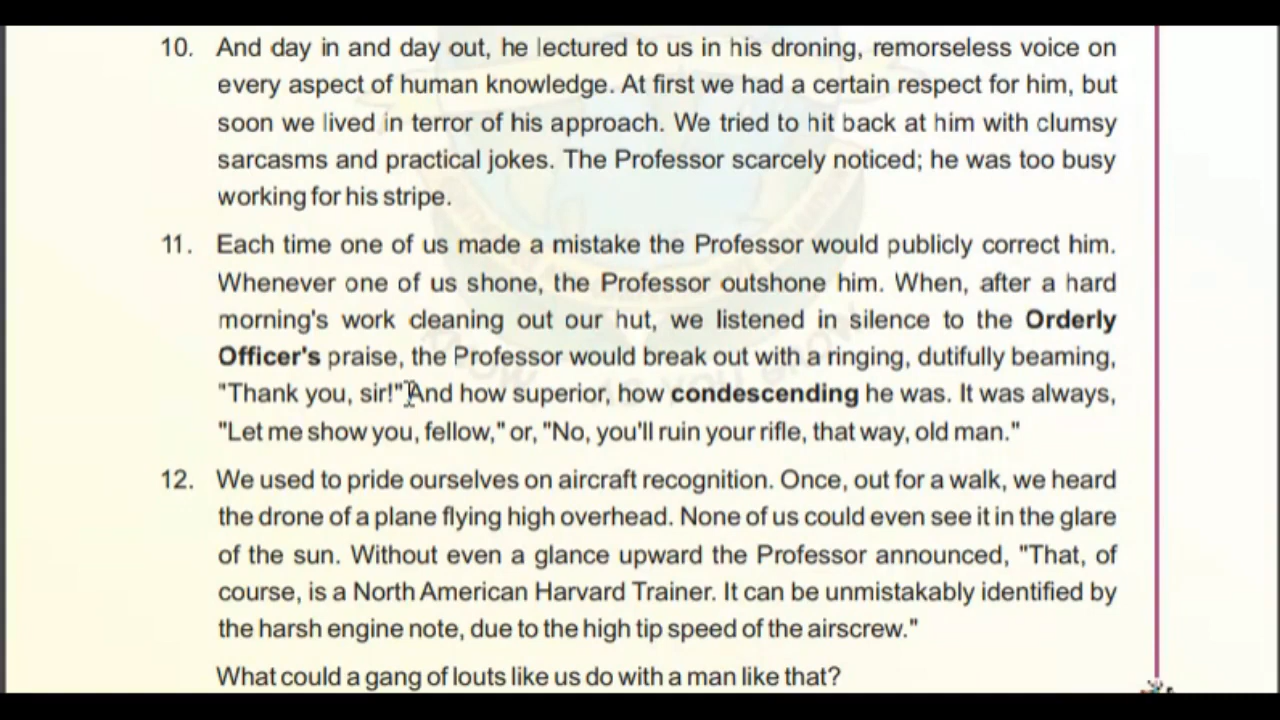 10. And day in and day out, he lectured to us in his droning, remorseless voice on
every aspect of human knowledge. At first we had a certain respect for him, but
soon we lived in terror of his approach. We tried to hit back at him with clumsy
sarcasms and practical jokes. The Professor scarcely noticed; he was too busy
working for his stripe.
11. Each time one of us made a mistake the Professor would publicly correct him.
Whenever one of us shone, the Professor outshone him. When, after a hard
morning's work cleaning out our hut, we listened in silence to the Orderly
Officer's praise, the Professor would break out with a ringing, dutifully beaming,
"Thank you, sir!" And how superior, how condescending he was. It was always,
"Let me show you, fellow," or, "No, you'll ruin your rifle, that way, old man."
12. We used to pride ourselves on aircraft recognition. Once, out for a walk, we heard
the drone of a plane flying high overhead. None of us could even see it in the glare
of the sun. Without even a glance upward the Professor announced, "That, of
course, is a North American Harvard Trainer. It can be unmistakably identified by
the harsh engine note, due to the high tip speed of the airscrew."
What could a gang of louts like us do with a man like that?